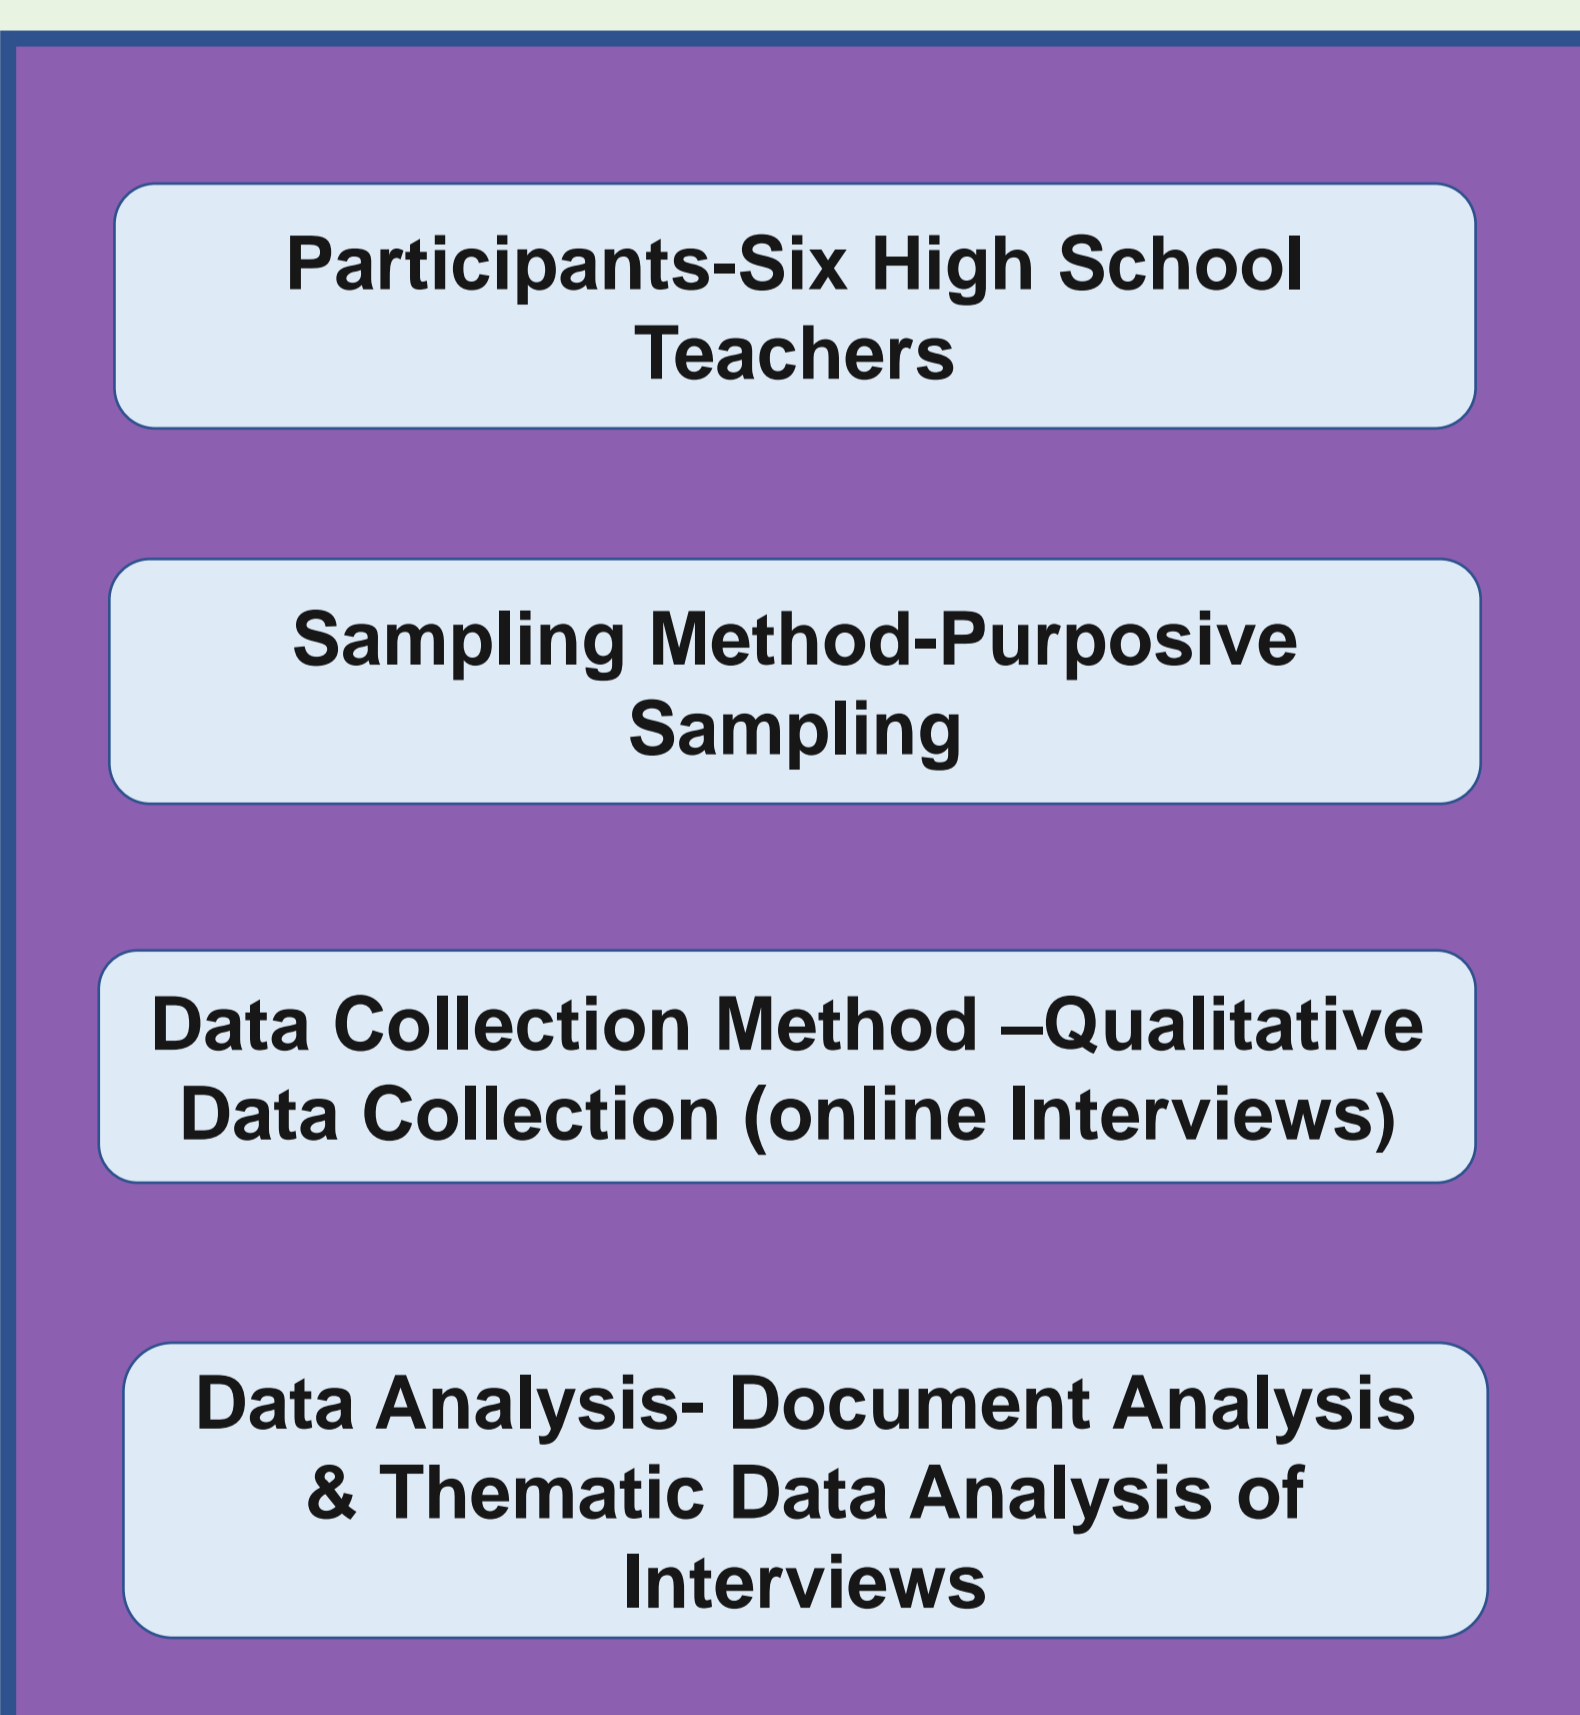 Participants-Six High School
Teachers
Sampling Method-Purposive
Sampling
Data Collection Method –Qualitative
Data Collection (online Interviews)
Data Analysis- Document Analysis
& Thematic Data Analysis of
Interviews